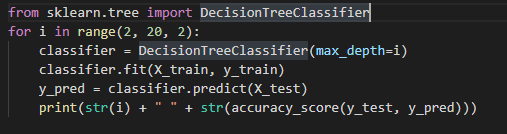 from sklearn.tree import DecisionTreeClassifier
for i in range(2, 20, 2):
    classifier = DecisionTreeClassifier(max_depth=i)
    classifier.fit(X_train, y_train)
    y_pred = classifier.predict(X_test)
    print(str(i) + " " + str(accuracy_score(y_test, y_pred)))